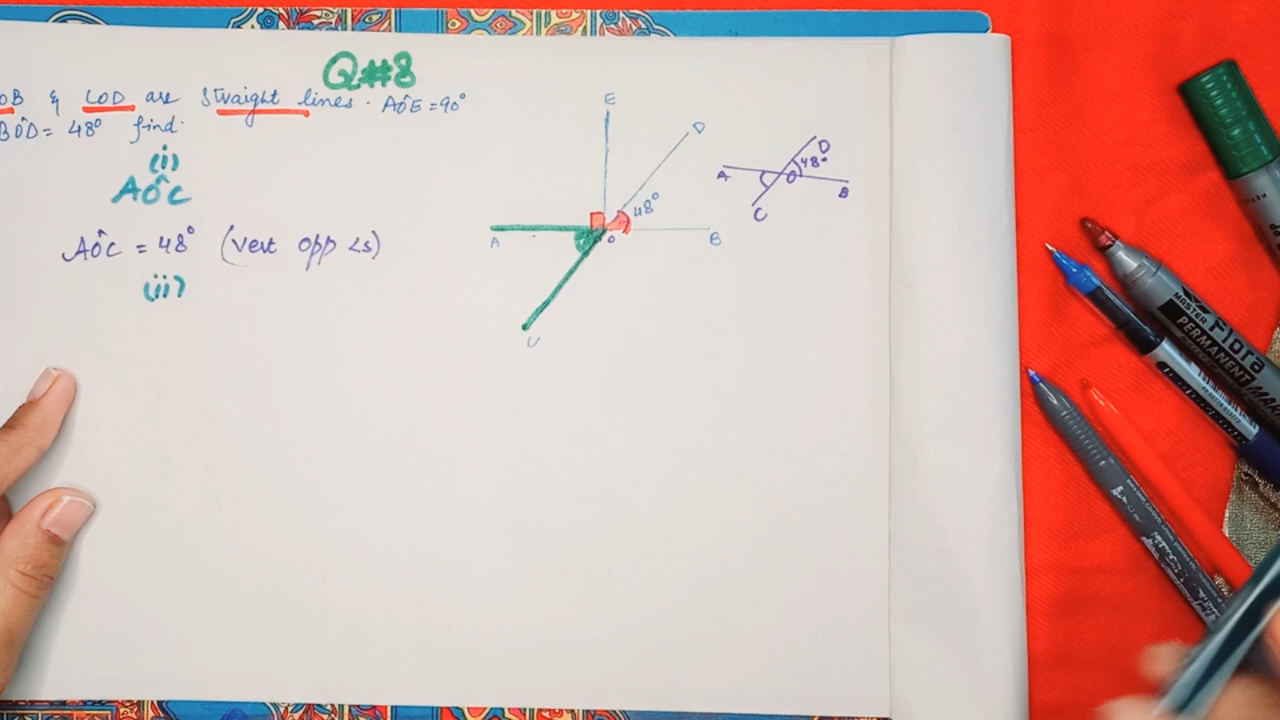 Q#8
OB & COD are straight lines. AÔE = 90°
BÔD = 48° find.
(i)
AÔC
AÔC = 48° (vert opp ∠s)
(ii)
E
D
48°
A
O
B
C
D
48°
A
O
B
C
MASTER Flora
PERMANENT